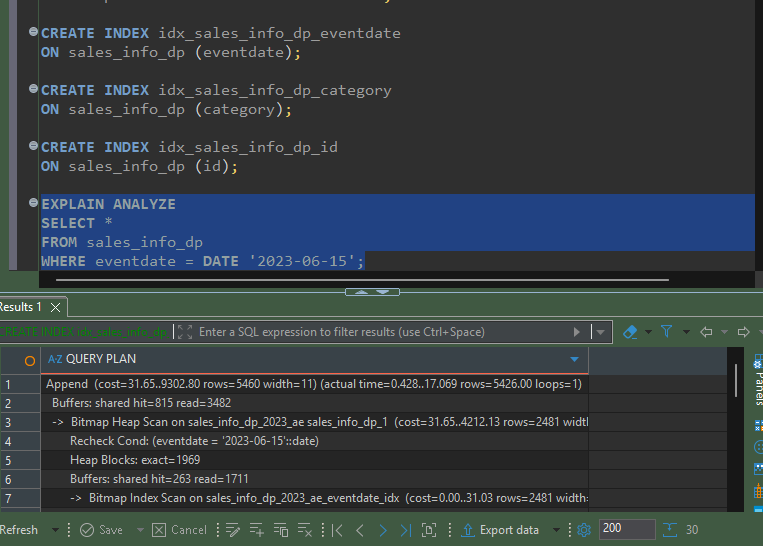 CREATE INDEX idx_sales_info_dp_eventdate
ON sales_info_dp (eventdate);
CREATE INDEX idx_sales_info_dp_category
ON sales_info_dp (category);
CREATE INDEX idx_sales_info_dp_id
ON sales_info_dp (id);
EXPLAIN ANALYZE
SELECT *
FROM sales_info_dp
WHERE eventdate = DATE '2023-06-15';
Results 1
CREATE INDEX idx_sales_info_dp Enter a SQL expression to filter results (use Ctrl+Space)
A-Z QUERY PLAN
1 Append (cost=31.65..9302.80 rows=5460 width=11) (actual time=0.428..17.069 rows=5426.00 loops=1)
2 Buffers: shared hit=815 read=3482
3 -> Bitmap Heap Scan on sales_info_dp_2023_ae sales_info_dp_1 (cost=31.65..4212.13 rows=2481 widt
4 Recheck Cond: (eventdate = '2023-06-15'::date)
5 Heap Blocks: exact=1969
6 Buffers: shared hit=263 read=1711
7 -> Bitmap Index Scan on sales_info_dp_2023_ae_eventdate_idx (cost=0.00..31.03 rows=2481 width=
Panels
Refresh Save Cancel Export data 200 30